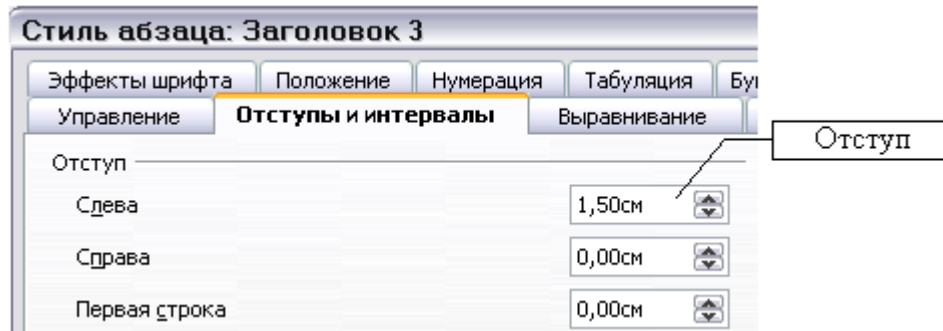 Стиль абзаца: Заголовок 3
Эффекты шрифта Положение Нумерация Табуляция
Управление Отступы и интервалы Выравнивание
Отступ
Отступ
Слева 1,50см
Справа 0,00см
Первая строка 0,00см